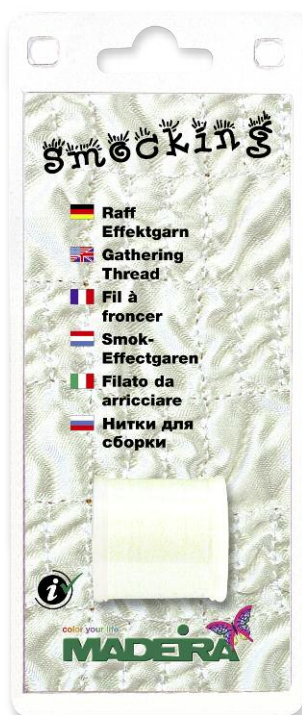 smocking
Raff
Effektgarn
Gathering
Thread
Fil à
froncer
Smok-
Effectgaren
Filato da
arricciare
Нитки для
сборки
i
color your life
MADEIRA